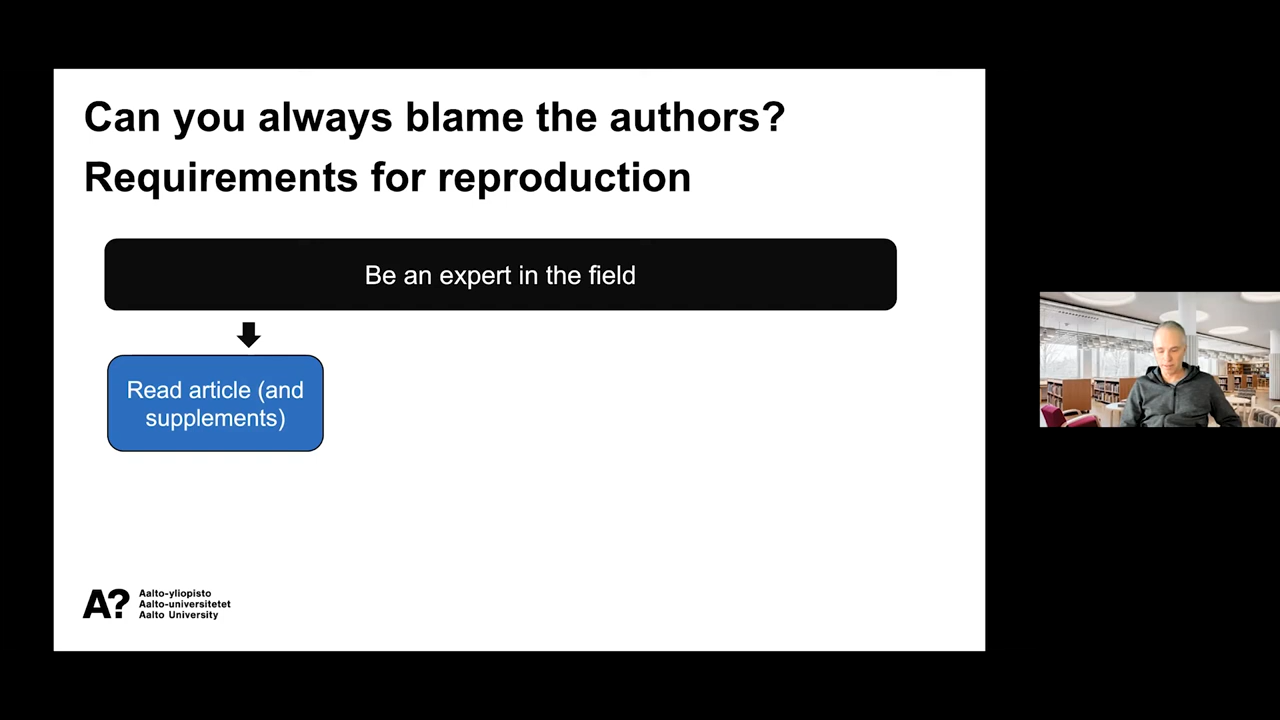 Can you always blame the authors?
Requirements for reproduction
Be an expert in the field
Read article (and
supplements)
A?
Aalto-yliopisto
Aalto-universitetet
Aalto University